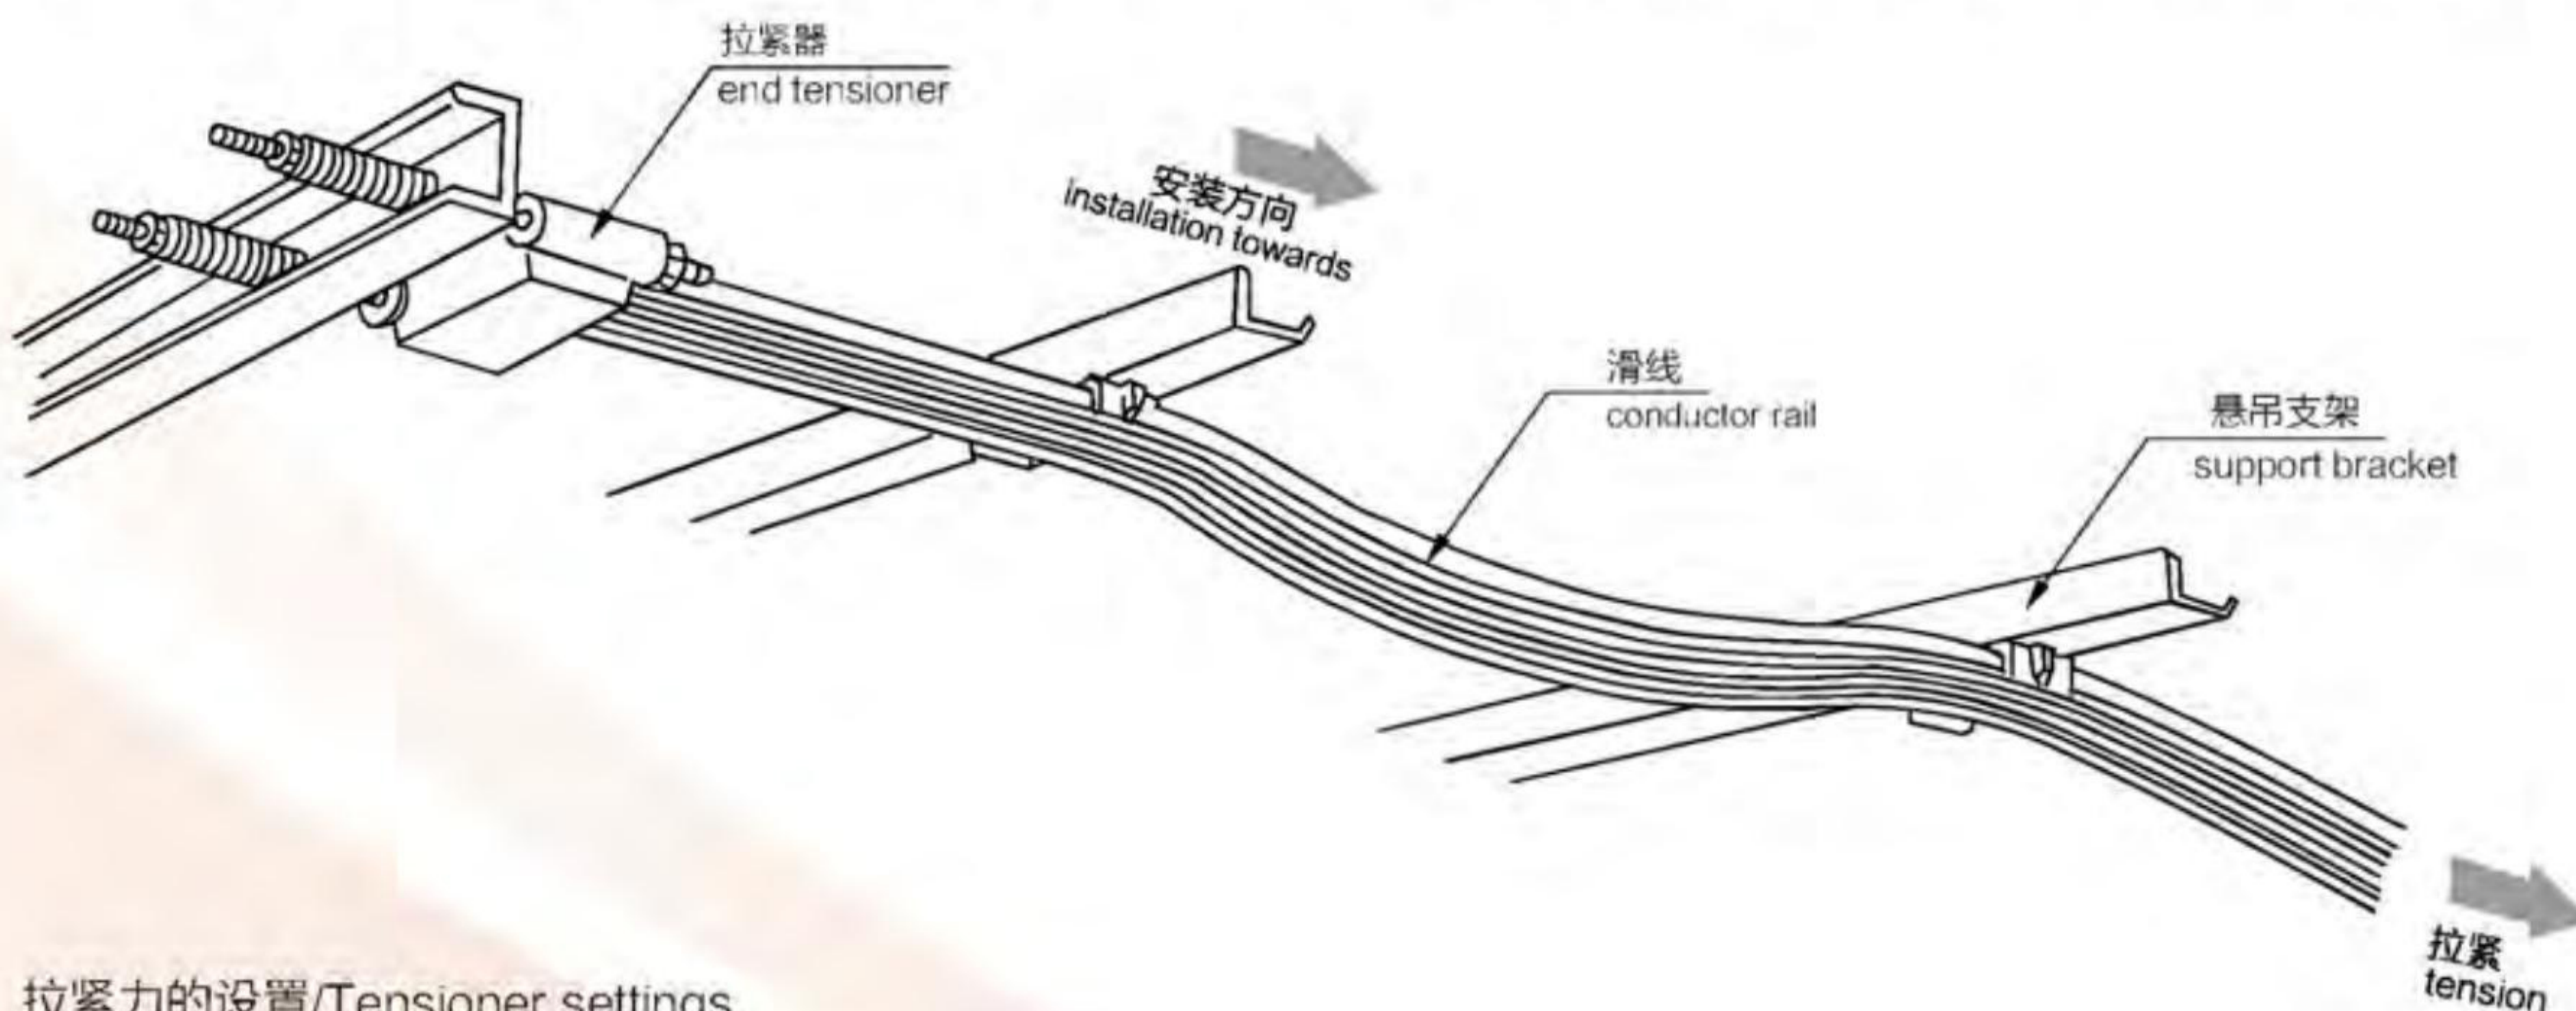 拉紧器
end tensioner
安装方向
installation towards
滑线
conductor rail
悬吊支架
support bracket
拉紧
tension
拉紧力的设置/Tensioner settings